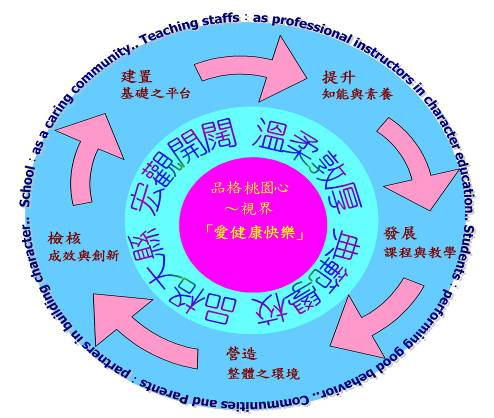 School：as a caring community..
Teaching staffs：as professional instructors in character education..
Students：performing good behavior..
Communities and Parents：partners in building character..
建置
基礎之平台
提升
知能與素養
發展
課程與教學
營造
整體之環境
檢核
成效與創新
宏觀開闊
溫柔敦厚
典範學校
品格大縣
品格桃園心
～視界
「愛健康快樂」